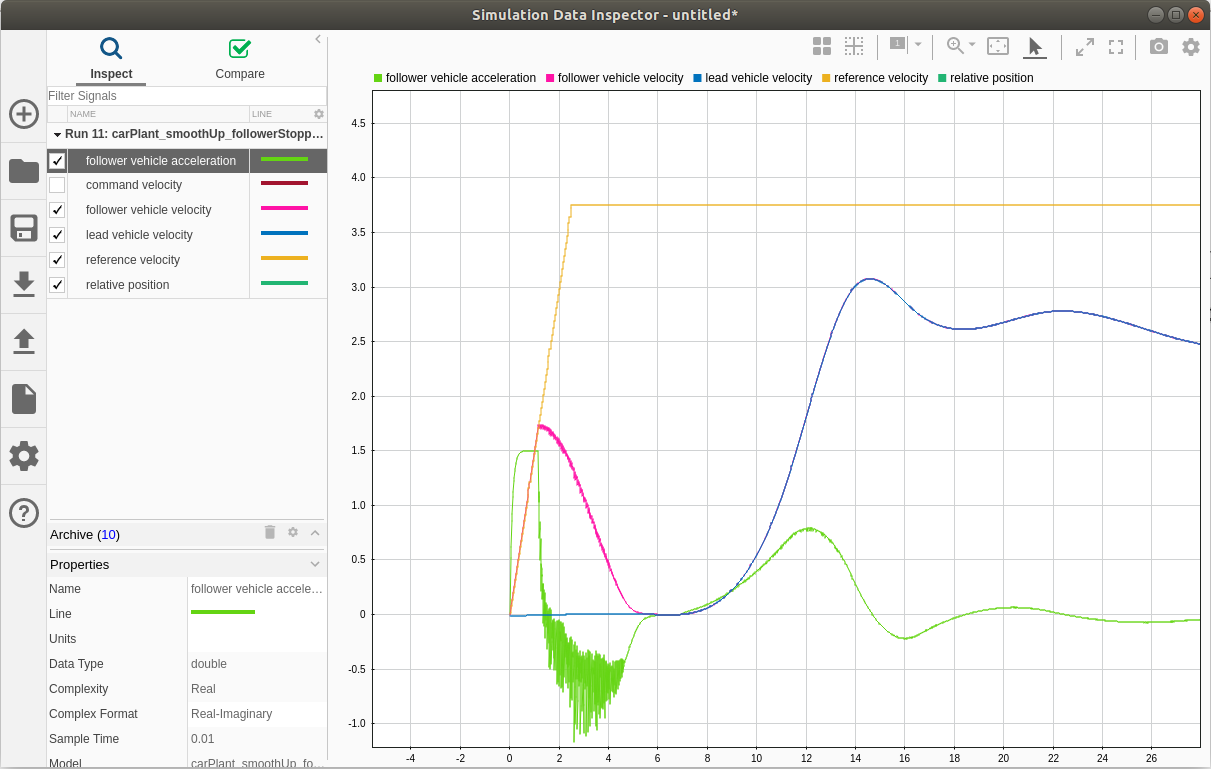 Simulation Data Inspector - untitled*
Inspect
Compare
Filter Signals
NAME LINE
Run 11: carPlant_smoothUp_followerStopp...
follower vehicle acceleration
command velocity
follower vehicle velocity
lead vehicle velocity
reference velocity
relative position
Archive (10)
Properties
Name follower vehicle accele...
Line
Units
Data Type double
Complexity Real
Complex Format Real-Imaginary
Sample Time 0.01
Model carPlant_smoothUp_fo...
1
follower vehicle acceleration follower vehicle velocity lead vehicle velocity reference velocity relative position
4.5
4.0
3.5
3.0
2.5
2.0
1.5
1.0
0.5
0
-0.5
-1.0
-4 -2 0 2 4 6 8 10 12 14 16 18 20 22 24 26